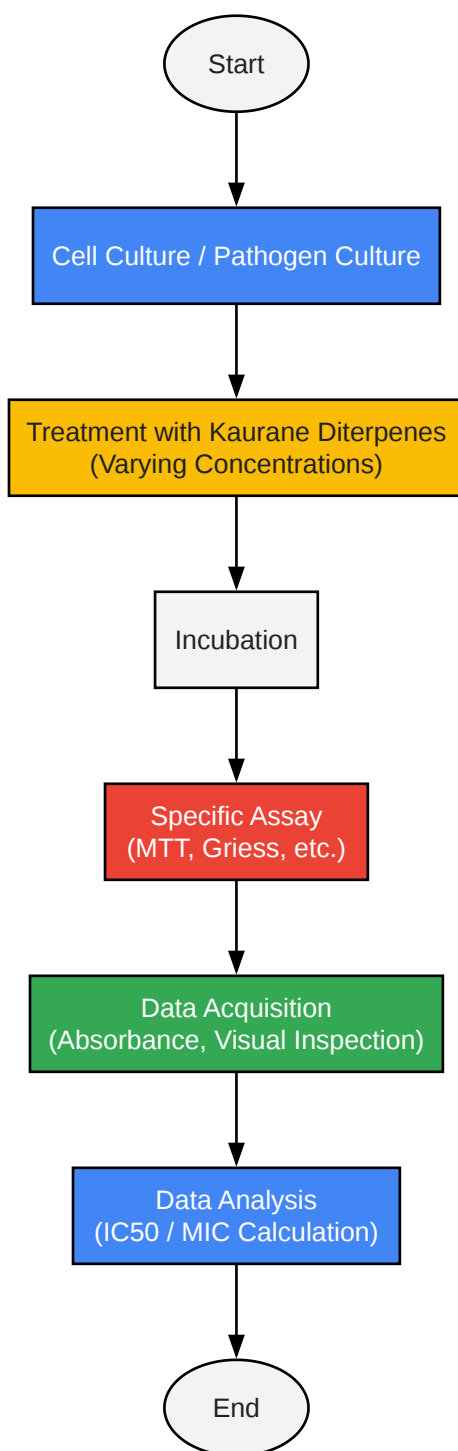 Start
Cell Culture / Pathogen Culture
Treatment with Kaurane Diterpenes
(Varying Concentrations)
Incubation
Specific Assay
(MTT, Griess, etc.)
Data Acquisition
(Absorbance, Visual Inspection)
Data Analysis
(IC50 / MIC Calculation)
End